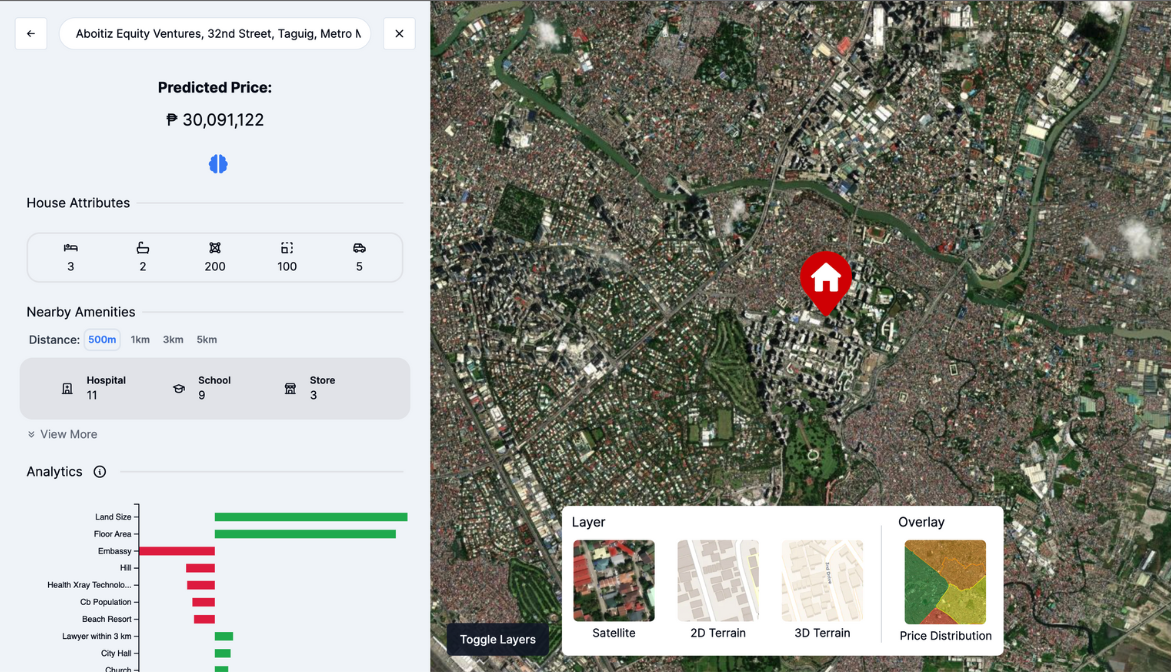 Aboitiz Equity Ventures, 32nd Street, Taguig, Metro M
Predicted Price:
₱ 30,091,122
House Attributes
3 2 200 100 5
Nearby Amenities
Distance: 500m 1km 3km 5km
Hospital School Store
11 9 3
View More
Analytics
Land Size
Floor Area
Embassy
Hill
Health Xray Technolo...
Cb Population
Beach Resort
Lawyer within 3 km
City Hall
Church
Toggle Layers
Layer
Overlay
2nd Street
Satellite
2D Terrain
3D Terrain
Price Distribution